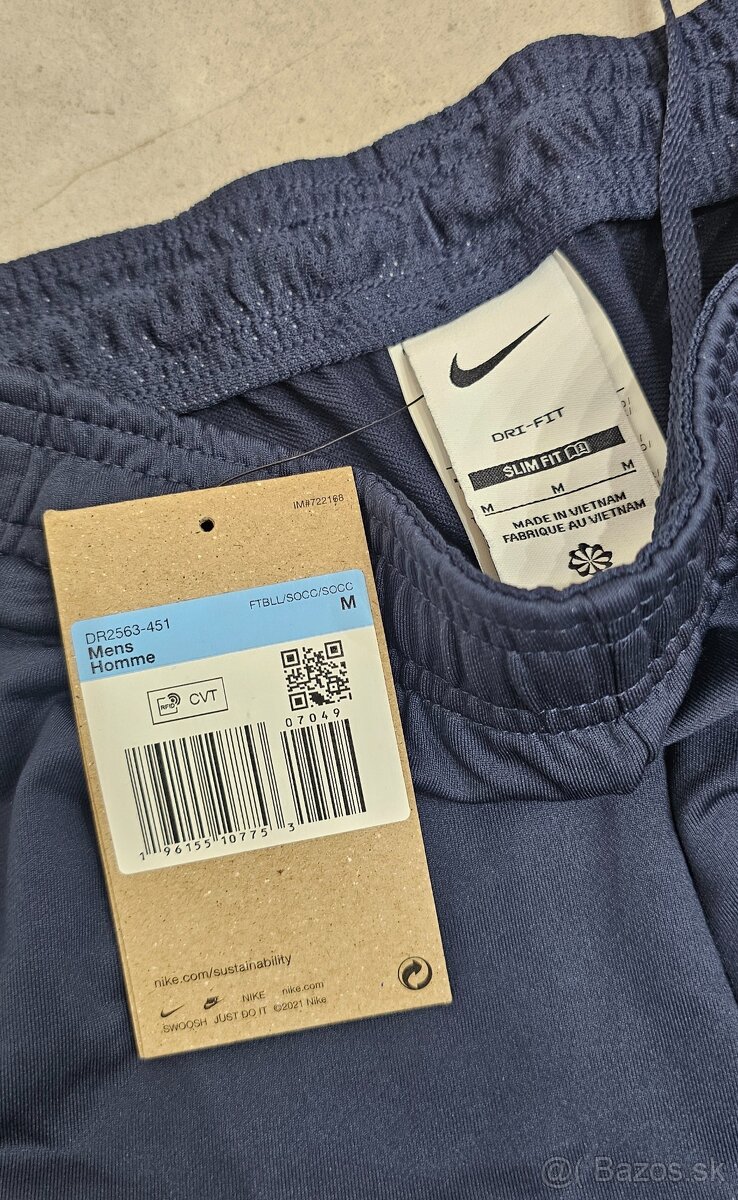 DRI-FIT
SLIM FIT
M M M
MADE IN VIETNAM
FABRIQUE AU VIETNAM
IM#722168
FTBLL/SOCC/SOCC
DR2563-451 M
Mens
Homme
RFID CVT
07049
1 96155 10775 3
nike.com/sustainability
NIKE nike.com
SWOOSH JUST DO IT ©2021 Nike
@( Bazos.sk